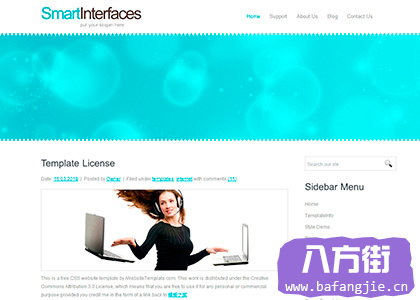 SmartInterfaces
put your slogan here
Home Support About Us Blog Contact Us
Template License
Date: 15.02.2019 | Posted by Owner | Filed under templates, internet with comments (11)
This is a free CSS website template by WebsiteTemplate.com. This work is distributed under the Creative
Commons Attribution 3.0 License, which means that you are free to use it for any personal or commercial
purpose provided you credit me in the form of a link back to
Search our site
Sidebar Menu
Home
TemplateInfo
Style Demo
八方街
www.bafangjie.com.cn